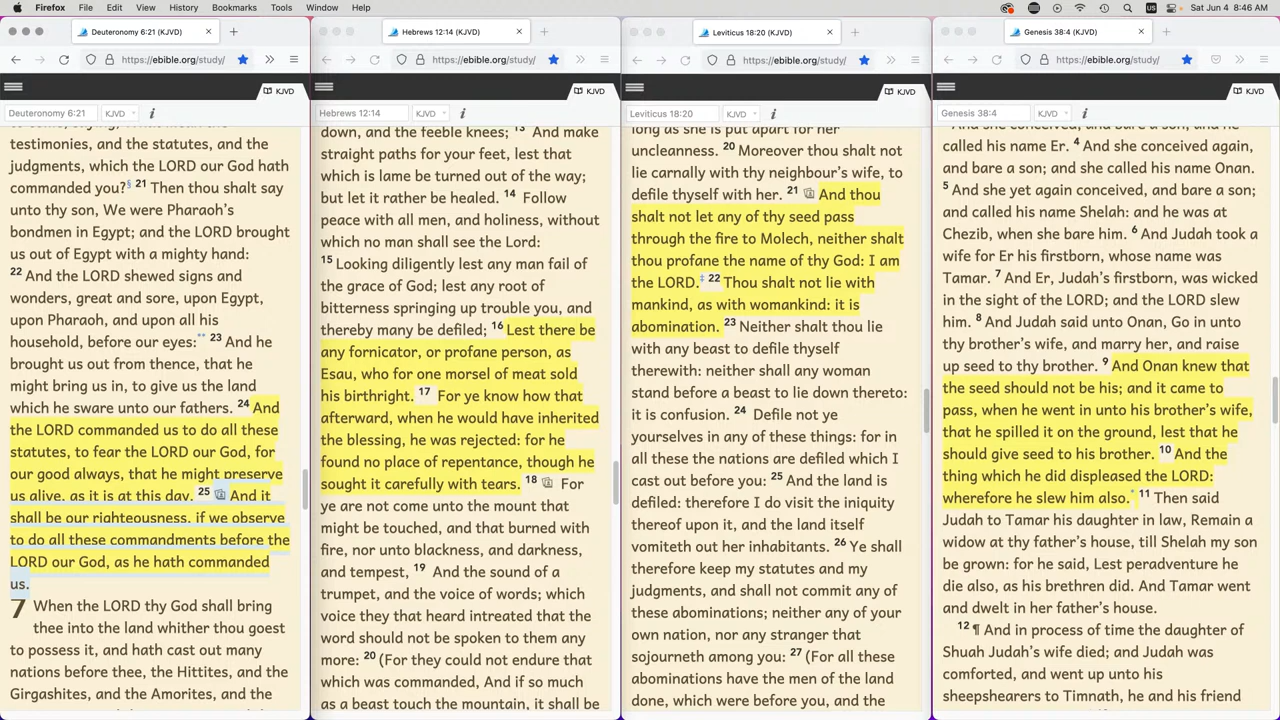 Firefox File Edit View History Bookmarks Tools Window Help
US
Sat Jun 4 8:46 AM
Deuteronomy 6:21 (KJVD)
https://ebible.org/study/
KJVD
Deuteronomy 6:21 KJVD i
testimonies, and the statutes, and the
judgments, which the LORD our God hath
commanded you?§ 21 Then thou shalt say
unto thy son, We were Pharaoh’s
bondmen in Egypt; and the LORD brought
us out of Egypt with a mighty hand:
22 And the LORD shewed signs and
wonders, great and sore, upon Egypt,
upon Pharaoh, and upon all his
household, before our eyes:** 23 And he
brought us out from thence, that he
might bring us in, to give us the land
which he sware unto our fathers. 24 And
the LORD commanded us to do all these
statutes, to fear the LORD our God, for
our good always, that he might preserve
us alive, as it is at this day. 25 And it
shall be our righteousness, if we observe
to do all these commandments before the
LORD our God, as he hath commanded
us.
7 When the LORD thy God shall bring
thee into the land whither thou goest
to possess it, and hath cast out many
nations before thee, the Hittites, and the
Girgashites, and the Amorites, and the
Hebrews 12:14 (KJVD)
https://ebible.org/study/
KJVD
Hebrews 12:14 KJVD i
down, and the feeble knees; 13 And make
straight paths for your feet, lest that
which is lame be turned out of the way;
but let it rather be healed. 14 Follow
peace with all men, and holiness, without
which no man shall see the Lord:
15 Looking diligently lest any man fail of
the grace of God; lest any root of
bitterness springing up trouble you, and
thereby many be defiled; 16 Lest there be
any fornicator, or profane person, as
Esau, who for one morsel of meat sold
his birthright. 17 For ye know how that
afterward, when he would have inherited
the blessing, he was rejected: for he
found no place of repentance, though he
sought it carefully with tears. 18 For
ye are not come unto the mount that
might be touched, and that burned with
fire, nor unto blackness, and darkness,
and tempest, 19 And the sound of a
trumpet, and the voice of words; which
voice they that heard intreated that the
word should not be spoken to them any
more: 20 (For they could not endure that
which was commanded, And if so much
as a beast touch the mountain, it shall be
Leviticus 18:20 (KJVD)
https://ebible.org/study/
KJVD
Leviticus 18:20 KJVD i
long as she is put apart for her
uncleanness. 20 Moreover thou shalt not
lie carnally with thy neighbour’s wife, to
defile thyself with her. 21 And thou
shalt not let any of thy seed pass
through the fire to Molech, neither shalt
thou profane the name of thy God: I am
the LORD.‡ 22 Thou shalt not lie with
mankind, as with womankind: it is
abomination. 23 Neither shalt thou lie
with any beast to defile thyself
therewith: neither shall any woman
stand before a beast to lie down thereto:
it is confusion. 24 Defile not ye
yourselves in any of these things: for in
all these the nations are defiled which I
cast out before you: 25 And the land is
defiled: therefore I do visit the iniquity
thereof upon it, and the land itself
vomiteth out her inhabitants. 26 Ye shall
therefore keep my statutes and my
judgments, and shall not commit any of
these abominations; neither any of your
own nation, nor any stranger that
sojourneth among you: 27 (For all these
abominations have the men of the land
done, which were before you, and the
Genesis 38:4 (KJVD)
https://ebible.org/study/
KJVD
Genesis 38:4 KJVD i
And she conceived, and bare a son; and he
called his name Er. 4 And she conceived again,
and bare a son; and she called his name Onan.
5 And she yet again conceived, and bare a son;
and called his name Shelah: and he was at
Chezib, when she bare him. 6 And Judah took a
wife for Er his firstborn, whose name was
Tamar. 7 And Er, Judah’s firstborn, was wicked
in the sight of the LORD; and the LORD slew
him. 8 And Judah said unto Onan, Go in unto
thy brother’s wife, and marry her, and raise
up seed to thy brother. 9 And Onan knew that
the seed should not be his; and it came to
pass, when he went in unto his brother’s wife,
that he spilled it on the ground, lest that he
should give seed to his brother. 10 And the
thing which he did displeased the LORD:
wherefore he slew him also.* 11 Then said
Judah to Tamar his daughter in law, Remain a
widow at thy father’s house, till Shelah my son
be grown: for he said, Lest peradventure he
die also, as his brethren did. And Tamar went
and dwelt in her father’s house.
12 ¶ And in process of time the daughter of
Shuah Judah’s wife died; and Judah was
comforted, and went up unto his
sheepshearers to Timnath, he and his friend